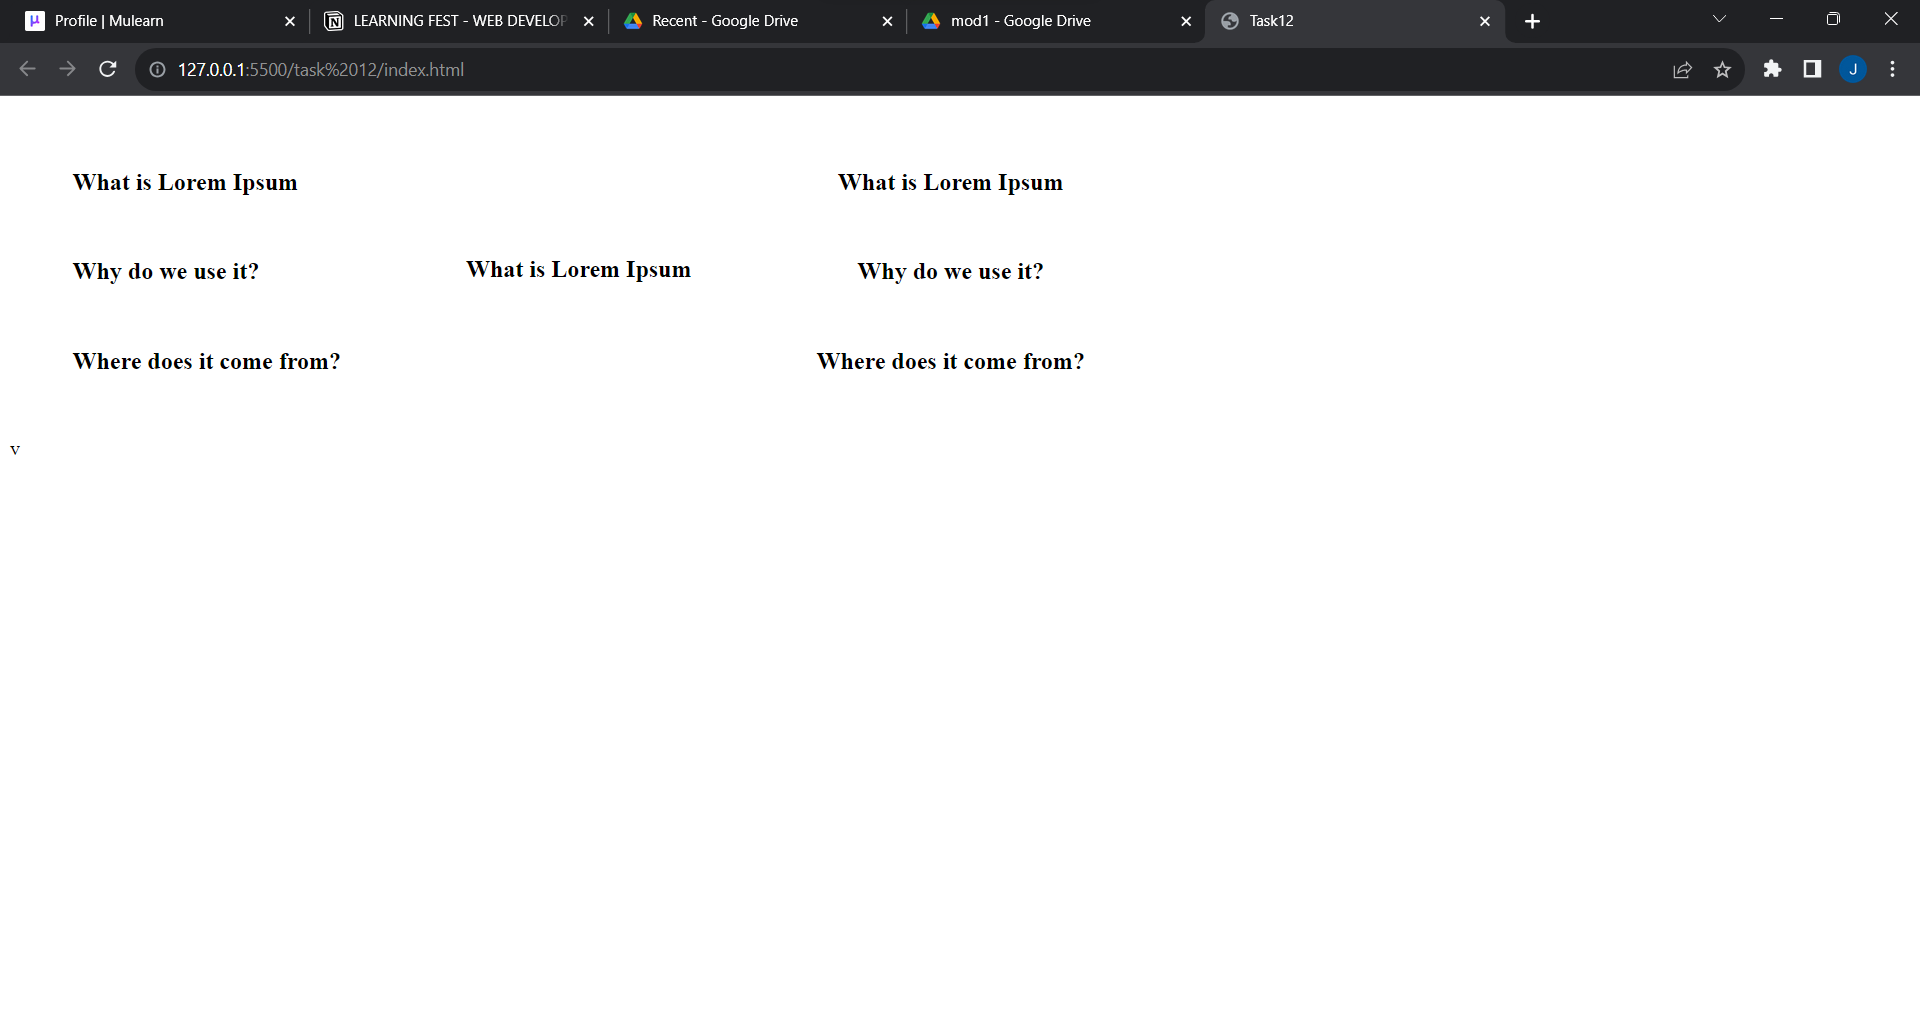 Profile | Mulearn
LEARNING FEST - WEB DEVELOP
Recent - Google Drive
mod1 - Google Drive
Task12
127.0.0.1:5500/task%2012/index.html
J
What is Lorem Ipsum
What is Lorem Ipsum
Why do we use it?
What is Lorem Ipsum
Why do we use it?
Where does it come from?
Where does it come from?
v